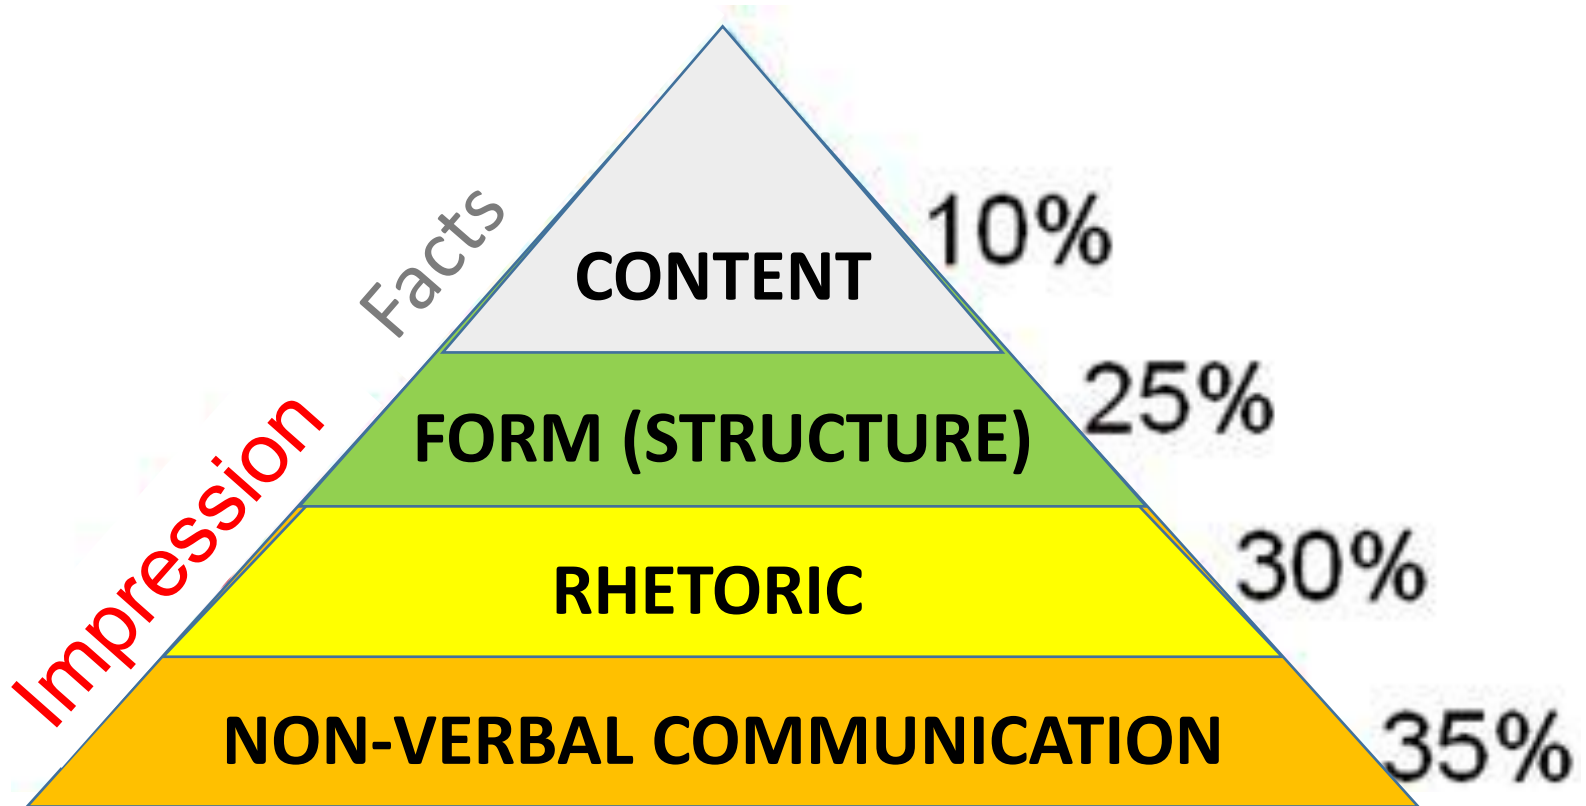 Facts
CONTENT
10%
Impression
FORM (STRUCTURE)
25%
RHETORIC
30%
NON-VERBAL COMMUNICATION
35%